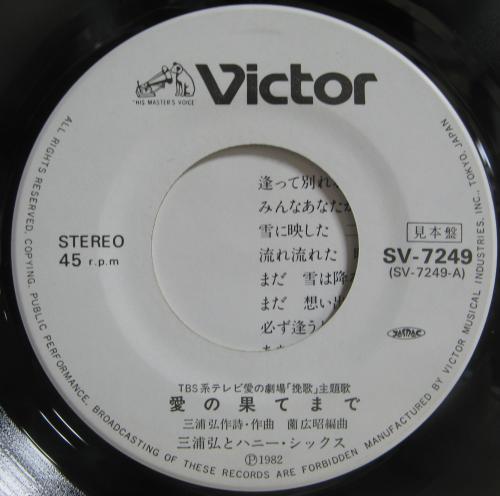 Victor
"HIS MASTER'S VOICE"
ALL RIGHTS RESERVED. COPYING, PUBLIC PERFORMANCE, BROADCASTING OF THESE RECORDS ARE FORBIDDEN MANUFACTURED BY VICTOR MUSICAL INDUSTRIES, INC., TOKYO, JAPAN
STEREO
45 r.p.m
見本盤
SV-7249
(SV-7249-A)
逢って別れ
みんなあなたが
雪に映した
流れ流れた
まだ 雪は降
まだ 想い出
必ず逢う
TBS系テレビ愛の劇場「挽歌」主題歌
愛の果てまで
三浦弘作詩・作曲 蘭広昭編曲
三浦弘とハニー・シックス
Ⓟ1982